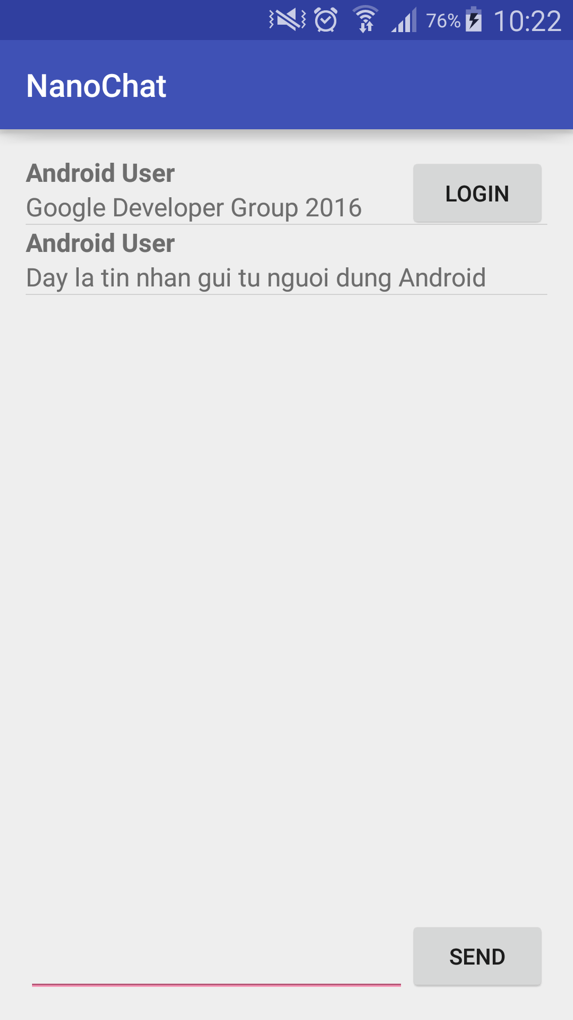 76% 10:22
NanoChat
Android User
Google Developer Group 2016
LOGIN
Android User
Day la tin nhan gui tu nguoi dung Android
SEND